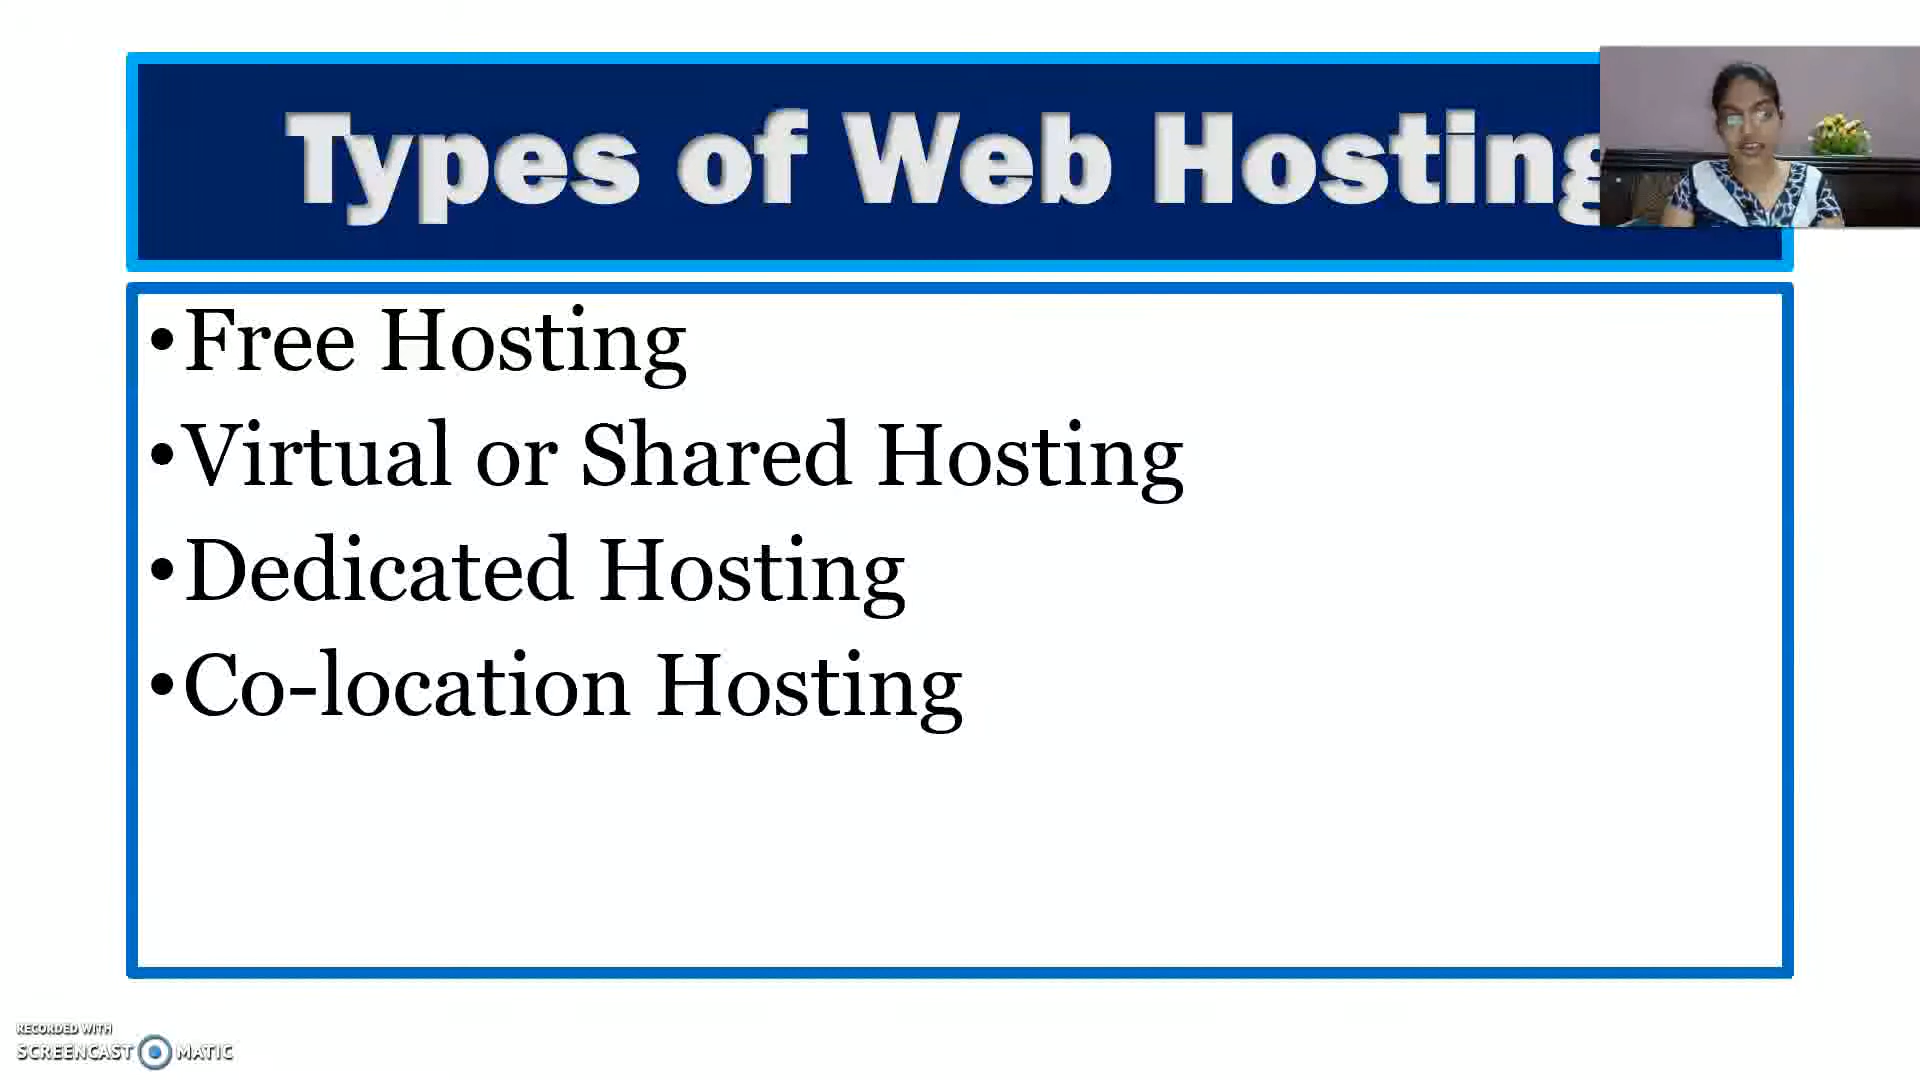 Types of Web Hosting
•Free Hosting
•Virtual or Shared Hosting
•Dedicated Hosting
•Co-location Hosting
RECORDED WITH
SCREENCAST MATIC